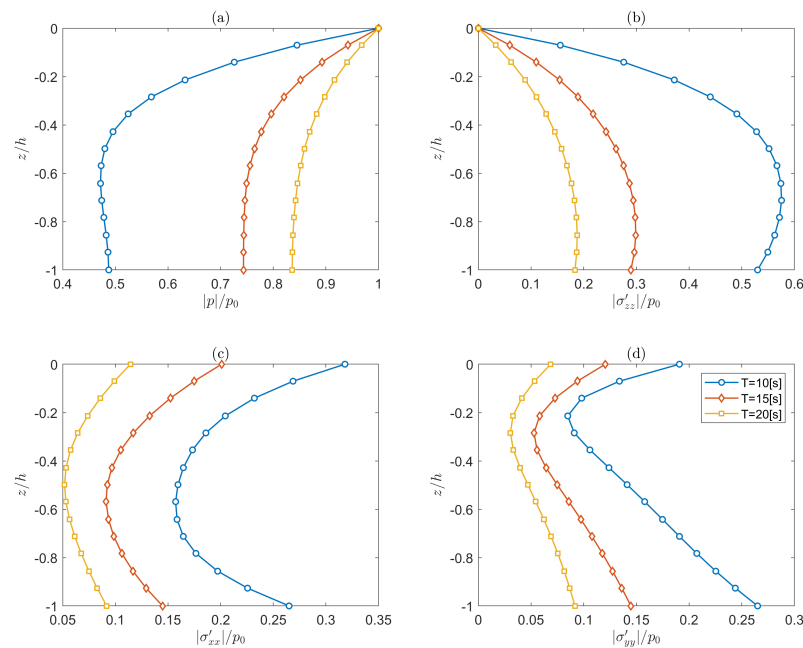 (a)
0
-0.2
-0.4
-0.6
-0.8
-1
z/h
0.4 0.5 0.6 0.7 0.8 0.9 1
|p|/p₀
(b)
0
-0.2
-0.4
-0.6
-0.8
-1
z/h
0 0.1 0.2 0.3 0.4 0.5 0.6
|σ′zz|/p₀
(c)
0
-0.2
-0.4
-0.6
-0.8
-1
z/h
0.05 0.1 0.15 0.2 0.25 0.3 0.35
|σ′xx|/p₀
(d)
T=10[s]
T=15[s]
T=20[s]
0
-0.2
-0.4
-0.6
-0.8
-1
z/h
0 0.05 0.1 0.15 0.2 0.25 0.3
|σ′yy|/p₀